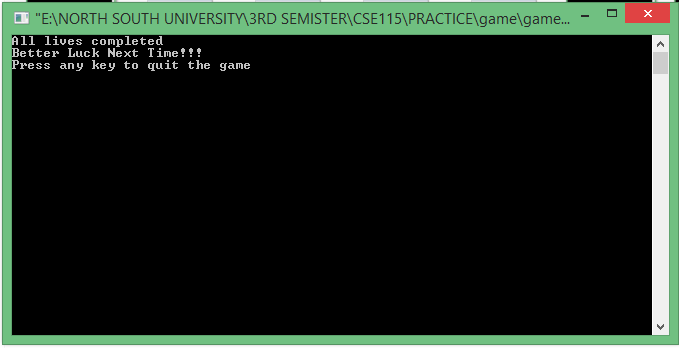 "E:\NORTH SOUTH UNIVERSITY\3RD SEMISTER\CSE115\PRACTICE\game\game...
All lives completed
Better Luck Next Time!!!
Press any key to quit the game